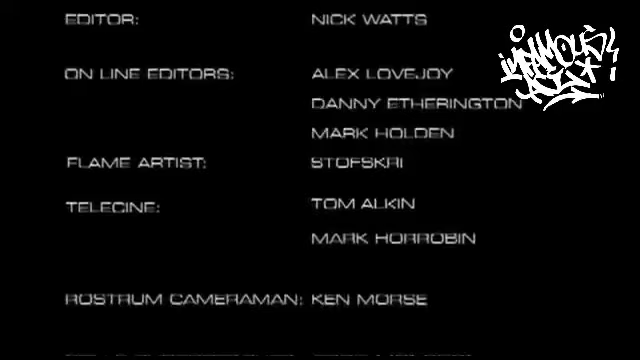 EDITOR: NICK WATTS
ON LINE EDITORS: ALEX LOVEJOY
DANNY ETHERINGTON
MARK HOLDEN
FLAME ARTIST: STOFSKRI
TELECINE: TOM ALKIN
MARK HORROBIN
ROSTRUM CAMERAMAN: KEN MORSE
INFAMOUS